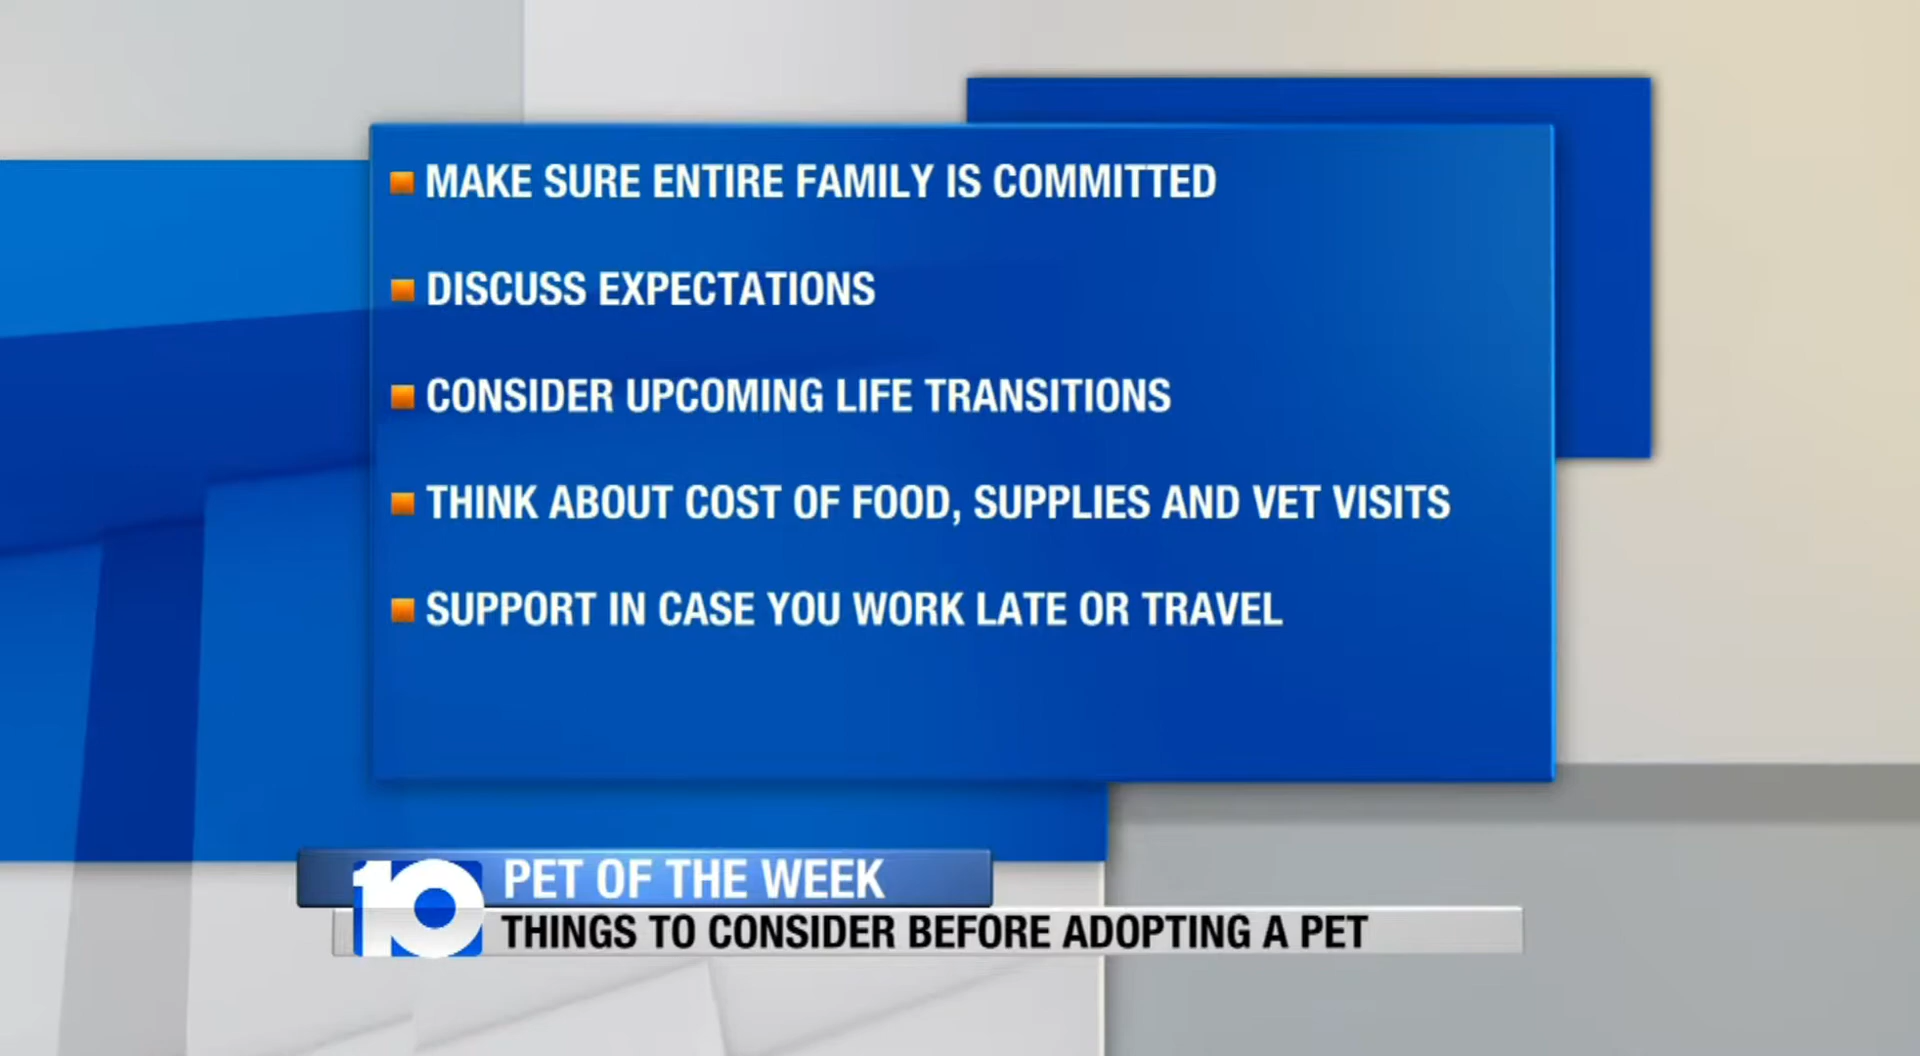 MAKE SURE ENTIRE FAMILY IS COMMITTED
DISCUSS EXPECTATIONS
CONSIDER UPCOMING LIFE TRANSITIONS
THINK ABOUT COST OF FOOD, SUPPLIES AND VET VISITS
SUPPORT IN CASE YOU WORK LATE OR TRAVEL
10
PET OF THE WEEK
THINGS TO CONSIDER BEFORE ADOPTING A PET